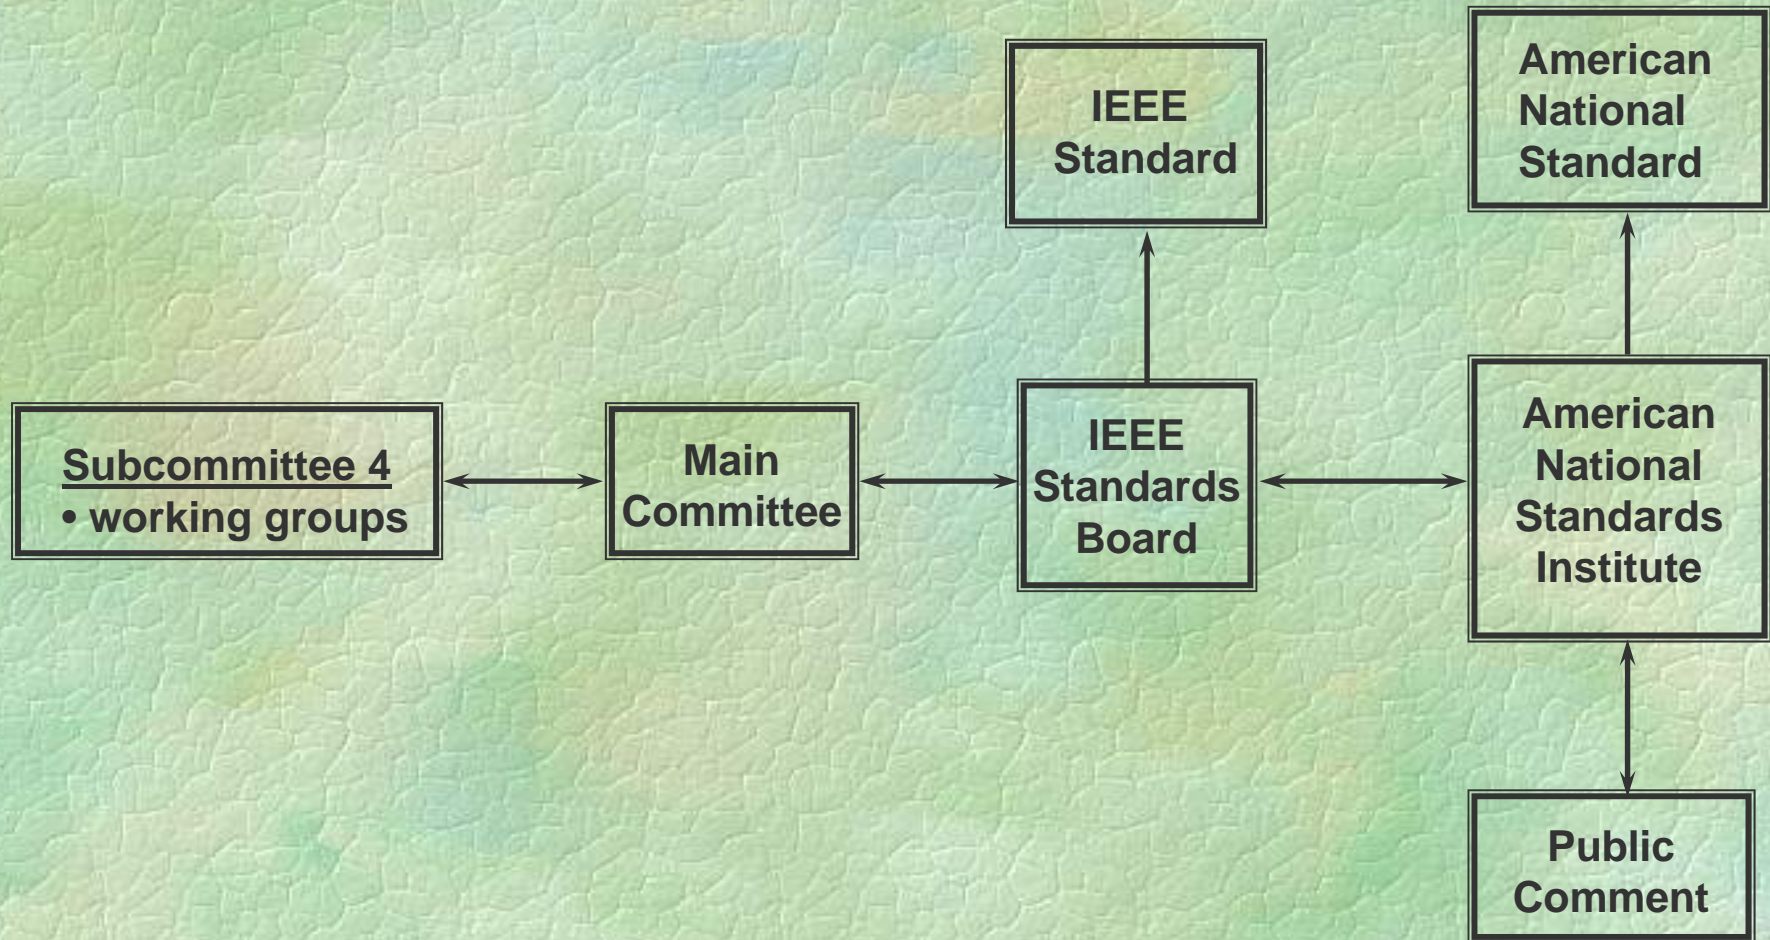 IEEE
Standard
American
National
Standard
Subcommittee 4
• working groups
Main
Committee
IEEE
Standards
Board
American
National
Standards
Institute
Public
Comment